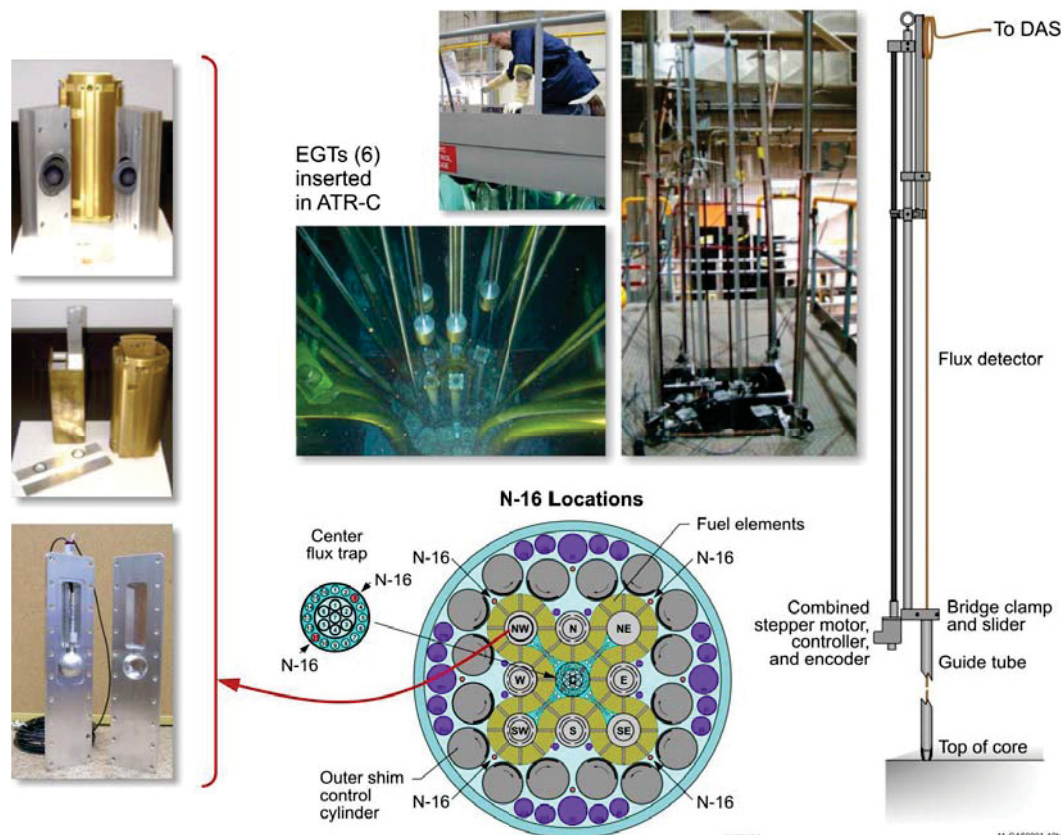 To DAS
EGTs (6)
inserted
in ATR-C
Flux detector
N-16 Locations
Center
flux trap
Fuel elements
N-16
N-16
N-16
N-16
NW
N
NE
W
E
SW
S
SE
Outer shim
control
cylinder
N-16
N-16
Combined
stepper motor,
controller,
and encoder
Bridge clamp
and slider
Guide tube
Top of core